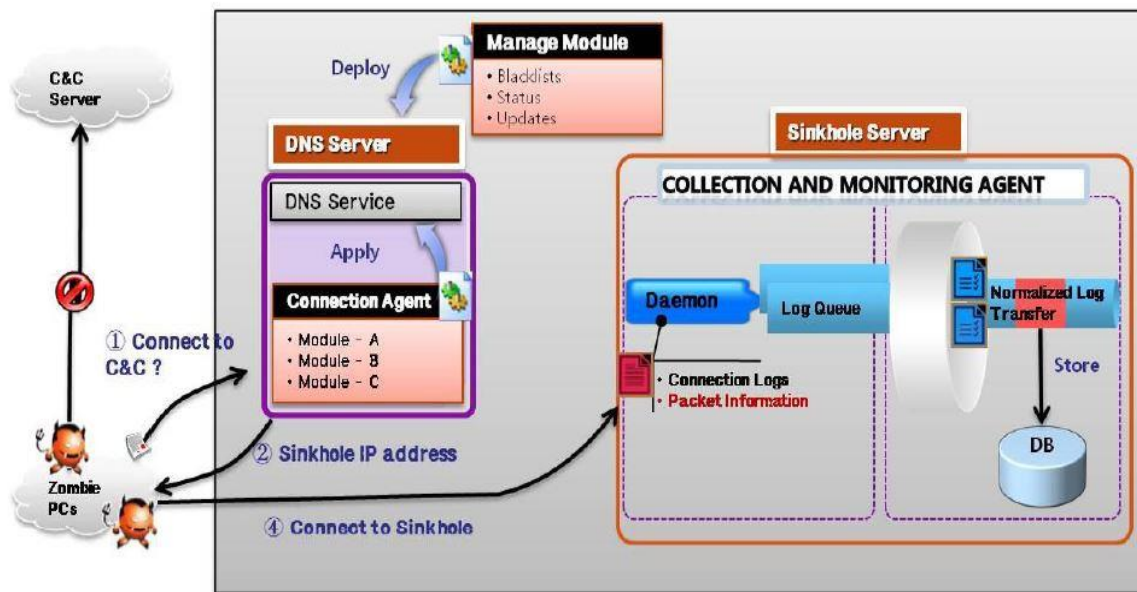 C&C
Server
Deploy
Manage Module
• Blacklists
• Status
• Updates
DNS Server
DNS Service
Apply
Connection Agent
• Module - A
• Module - B
• Module - C
① Connect to
C&C ?
② Sinkhole IP address
Zombie
PCs
④ Connect to Sinkhole
Sinkhole Server
COLLECTION AND MONITORING AGENT
Daemon
Log Queue
Normalized Log
Transfer
• Connection Logs
• Packet Information
Store
DB